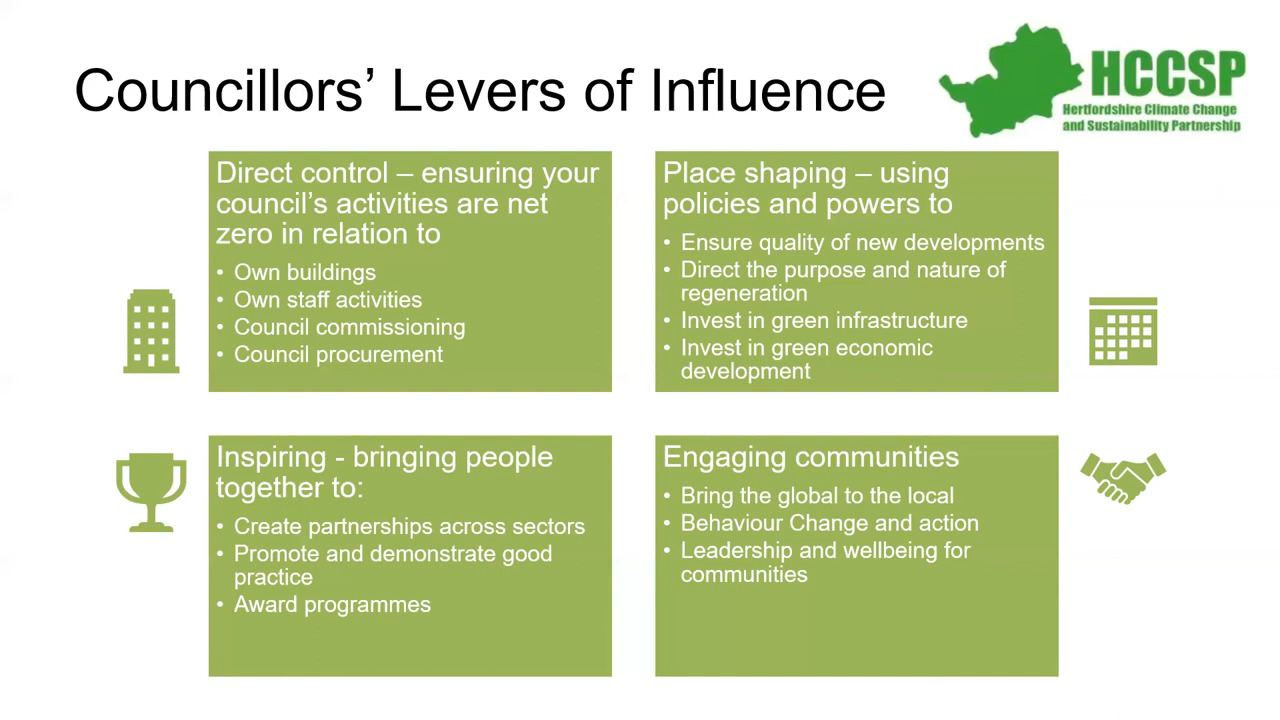 Councillors’ Levers of Influence
HCCSP
Hertfordshire Climate Change
and Sustainability Partnership
Direct control – ensuring your
council’s activities are net
zero in relation to
• Own buildings
• Own staff activities
• Council commissioning
• Council procurement
Place shaping – using
policies and powers to
• Ensure quality of new developments
• Direct the purpose and nature of
regeneration
• Invest in green infrastructure
• Invest in green economic
development
Inspiring - bringing people
together to:
• Create partnerships across sectors
• Promote and demonstrate good
practice
• Award programmes
Engaging communities
• Bring the global to the local
• Behaviour Change and action
• Leadership and wellbeing for
communities